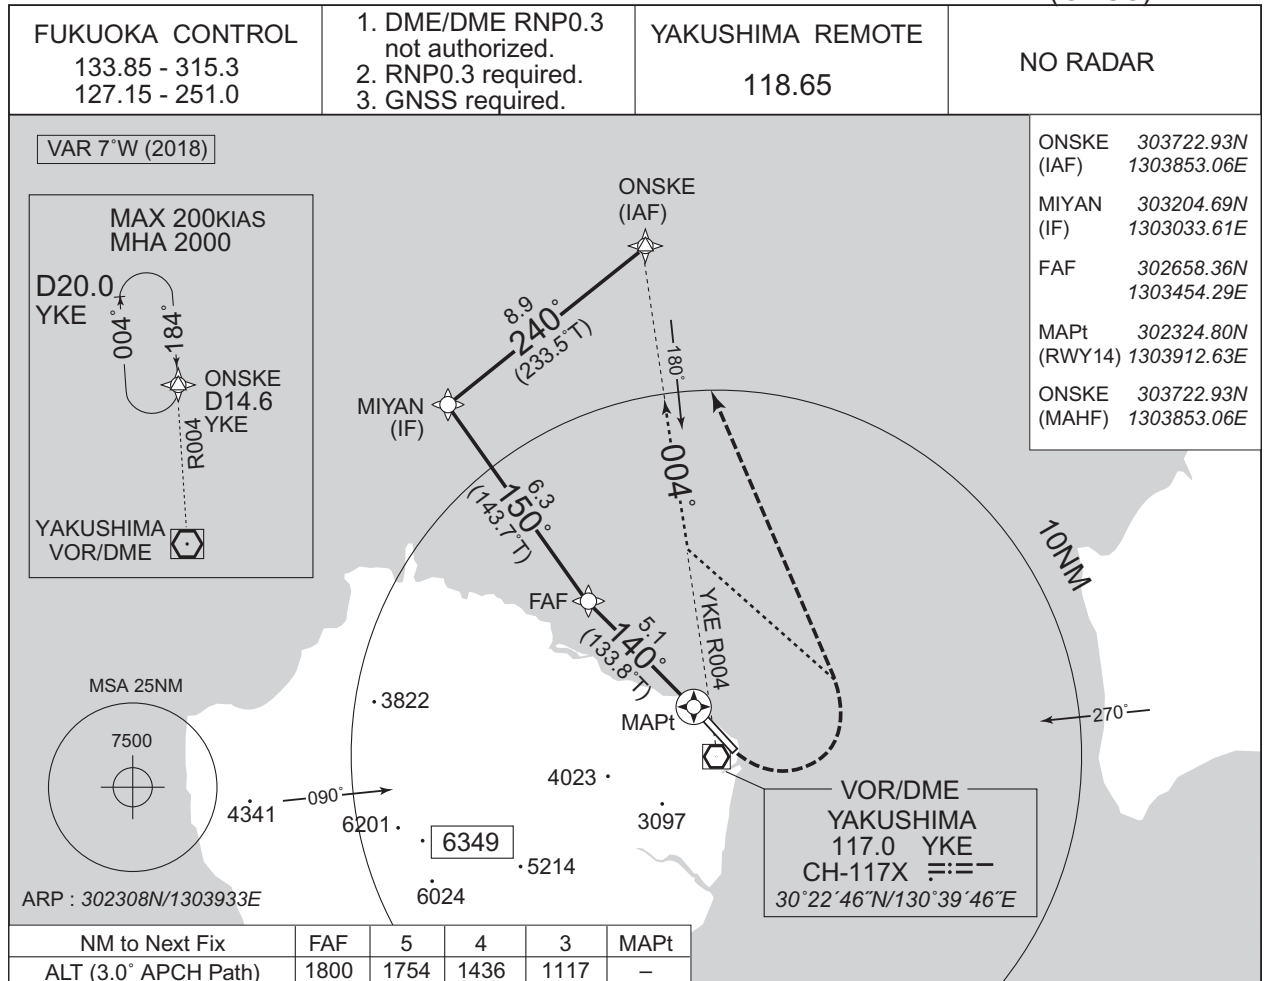 FUKUOKA CONTROL
133.85 - 315.3
127.15 - 251.0
1. DME/DME RNP0.3
not authorized.
2. RNP0.3 required.
3. GNSS required.
YAKUSHIMA REMOTE
118.65
NO RADAR
VAR 7˚W (2018)
MAX 200KIAS
MHA 2000
D20.0
YKE
004˚
184˚
ONSKE
D14.6
YKE
R004
YAKUSHIMA
VOR/DME
ONSKE
(IAF)
8.9
240˚
(233.5˚T)
MIYAN
(IF)
6.3
150˚
(143.7˚T)
FAF
5.1
140˚
(133.8˚T)
MAPt
180˚
004˚
YKE R004
10NM
270˚
090˚
ONSKE 303722.93N
(IAF) 1303853.06E
MIYAN 303204.69N
(IF) 1303033.61E
FAF 302658.36N
1303454.29E
MAPt 302324.80N
(RWY14) 1303912.63E
ONSKE 303722.93N
(MAHF) 1303853.06E
MSA 25NM
7500
3822
4023
3097
4341
6201
6349
5214
6024
VOR/DME
YAKUSHIMA
117.0 YKE
CH-117X
30˚22´46˝N/130˚39´46˝E
ARP : 302308N/1303933E
NM to Next Fix FAF 5 4 3 MAPt
ALT (3.0˚ APCH Path) 1800 1754 1436 1117 –